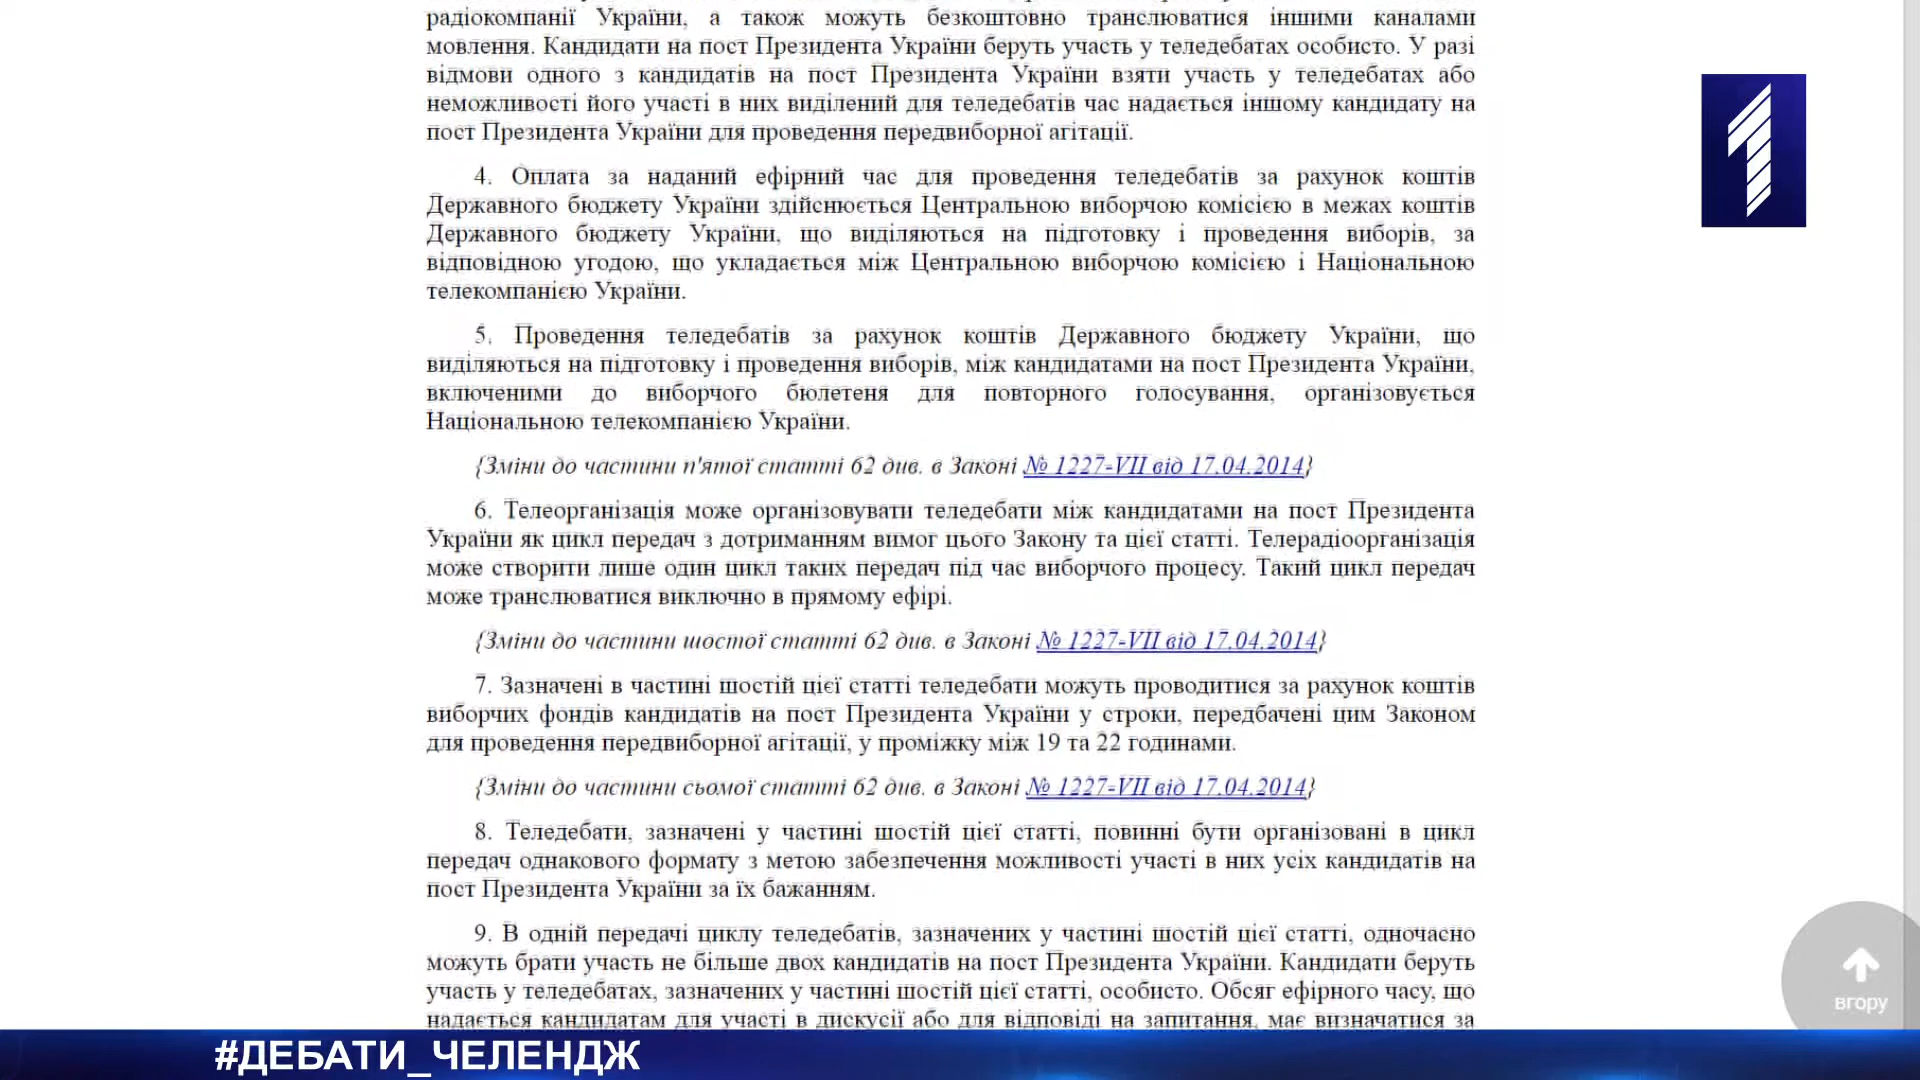 радіокомпанії України, а також можуть безкоштовно транслюватися іншими каналами
мовлення. Кандидати на пост Президента України беруть участь у теледебатах особисто. У разі
відмови одного з кандидатів на пост Президента України взяти участь у теледебатах або
неможливості його участі в них виділений для теледебатів час надається іншому кандидату на
пост Президента України для проведення передвиборної агітації.
4. Оплата за наданий ефірний час для проведення теледебатів за рахунок коштів
Державного бюджету України здійснюється Центральною виборчою комісією в межах коштів
Державного бюджету України, що виділяються на підготовку і проведення виборів, за
відповідною угодою, що укладається між Центральною виборчою комісією і Національною
телекомпанією України.
5. Проведення теледебатів за рахунок коштів Державного бюджету України, що
виділяються на підготовку і проведення виборів, між кандидатами на пост Президента України,
включеними до виборчого бюлетеня для повторного голосування, організовується
Національною телекомпанією України.
{Зміни до частини п'ятої статті 62 див. в Законі № 1227-VII від 17.04.2014}
6. Телеорганізація може організовувати теледебати між кандидатами на пост Президента
України як цикл передач з дотриманням вимог цього Закону та цієї статті. Телерадіоорганізація
може створити лише один цикл таких передач під час виборчого процесу. Такий цикл передач
може транслюватися виключно в прямому ефірі.
{Зміни до частини шостої статті 62 див. в Законі № 1227-VII від 17.04.2014}
7. Зазначені в частині шостій цієї статті теледебати можуть проводитися за рахунок коштів
виборчих фондів кандидатів на пост Президента України у строки, передбачені цим Законом
для проведення передвиборної агітації, у проміжку між 19 та 22 годинами.
{Зміни до частини сьомої статті 62 див. в Законі № 1227-VII від 17.04.2014}
8. Теледебати, зазначені у частині шостій цієї статті, повинні бути організовані в цикл
передач однакового формату з метою забезпечення можливості участі в них усіх кандидатів на
пост Президента України за їх бажанням.
9. В одній передачі циклу теледебатів, зазначених у частині шостій цієї статті, одночасно
можуть брати участь не більше двох кандидатів на пост Президента України. Кандидати беруть
участь у теледебатах, зазначених у частині шостій цієї статті, особисто. Обсяг ефірного часу, що
надається кандидатам для участі в дискусії або для відповіді на запитання, має визначатися за
вгору
#ДЕБАТИ_ЧЕЛЕНДЖ
1